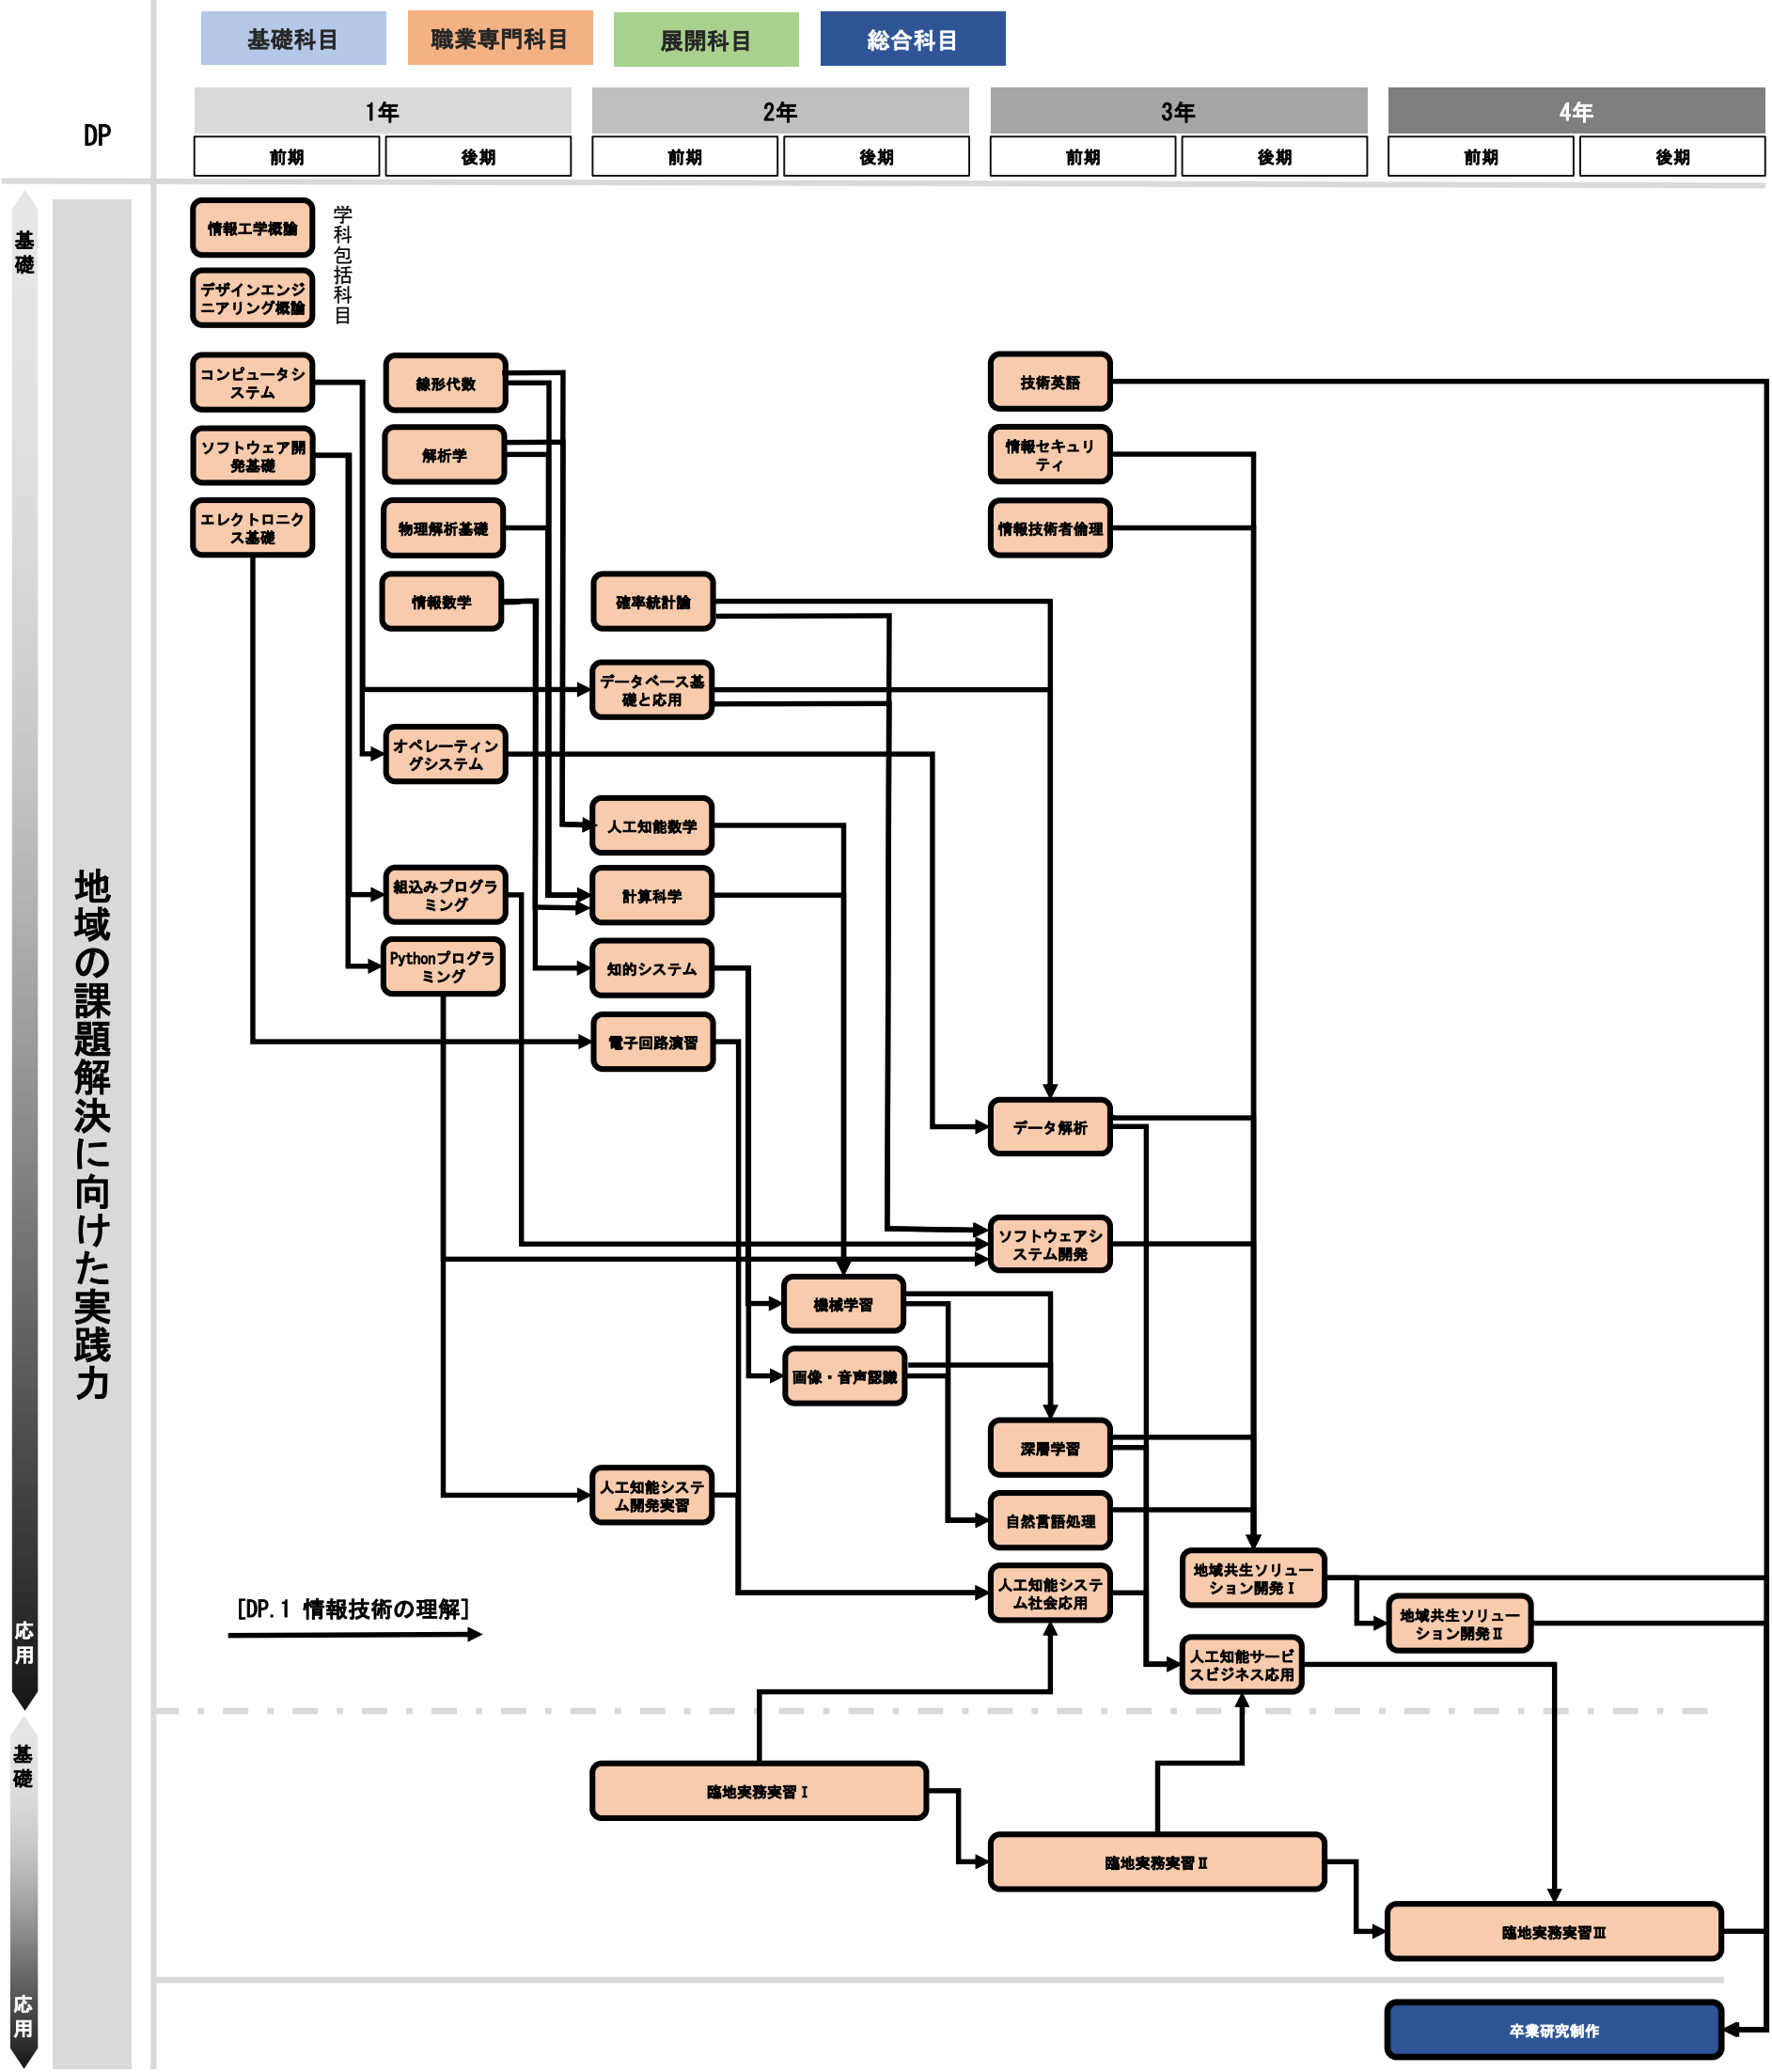 基礎科目
職業専門科目
展開科目
総合科目
DP
1年
2年
3年
4年
前期
後期
前期
後期
前期
後期
前期
後期
基礎
応用
基礎
応用
地域の課題解決に向けた実践力
情報工学概論
学科包括科目
デザインエンジ
ニアリング概論
コンピュータシ
ステム
線形代数
技術英語
ソフトウェア開
発基礎
解析学
情報セキュリ
ティ
エレクトロニク
ス基礎
物理解析基礎
情報技術者倫理
情報数学
確率統計論
データベース基
礎と応用
オペレーティン
グシステム
人工知能数学
組込みプログラ
ミング
計算科学
Pythonプログラ
ミング
知的システム
電子回路演習
データ解析
ソフトウェアシ
ステム開発
機械学習
画像・音声認識
深層学習
人工知能システ
ム開発実習
自然言語処理
人工知能システ
ム社会応用
地域共生ソリュー
ション開発Ⅰ
地域共生ソリュー
ション開発Ⅱ
[DP.1 情報技術の理解]
人工知能サービ
スビジネス応用
臨地実務実習Ⅰ
臨地実務実習Ⅱ
臨地実務実習Ⅲ
卒業研究制作